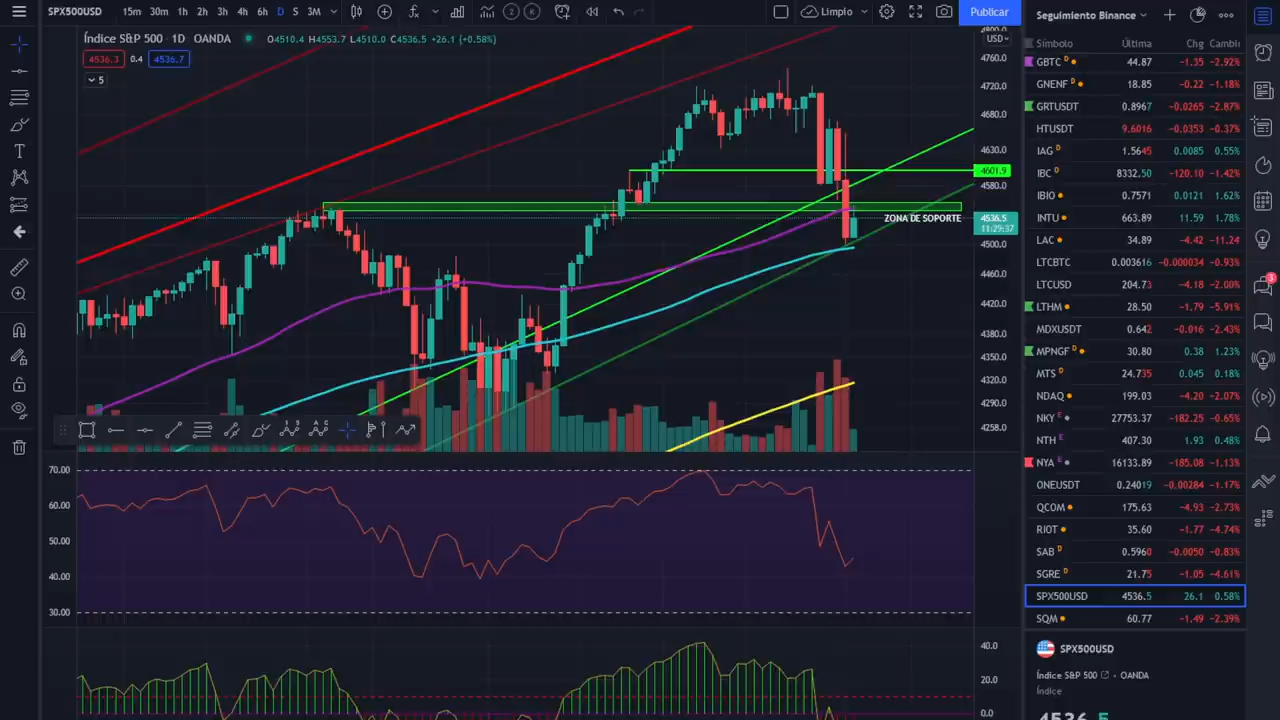 SPX500USD 15m 30m 1h 2h 3h 4h 6h D S 3M Limpio Publicar
Índice S&P 500 1D OANDA O4510.4 H4553.7 L4510.0 C4536.5 +26.1 (+0.58%)
4536.3 0.4 4536.7
5
USD
4800.0
4760.0
4720.0
4680.0
4630.0
4601.9
4580.0
ZONA DE SOPORTE
4536.5
11:29:37
4500.0
4460.0
4420.0
4380.0
4350.0
4320.0
4290.0
4258.0
70.00
60.00
50.00
40.00
30.00
40.0
20.0
0.0
Seguimiento Binance
Símbolo Última Chg Cambi
GBTC D 44.87 -1.35 -2.92%
GNENF D 18.85 -0.22 -1.18%
GRTUSDT 0.8967 -0.0265 -2.87%
HTUSDT 9.6016 -0.0353 -0.37%
IAG D 1.5645 0.0085 0.55%
IBC D 8332.50 -120.10 -1.42%
IBIO 0.7571 0.0121 1.62%
INTU 663.89 11.59 1.78%
LAC 34.89 -4.42 -11.24
LTCBTC 0.003616 -0.000034 -0.93%
LTCUSD 204.73 -4.18 -2.00%
LTHM 28.50 -1.79 -5.91%
MDXUSDT 0.642 -0.016 -2.43%
MPNGF D 30.80 0.38 1.23%
MTS D 24.735 0.045 0.18%
NDAQ 199.03 -4.20 -2.07%
NKY E 27753.37 -182.25 -0.65%
NTH E 407.30 1.93 0.48%
NYA E 16133.89 -185.08 -1.13%
ONEUSDT 0.24019 -0.00284 -1.17%
QCOM 175.63 -4.93 -2.73%
RIOT 35.60 -1.77 -4.74%
SAB D 0.5960 -0.0050 -0.83%
SGRE D 21.75 -1.05 -4.61%
SPX500USD 4536.5 26.1 0.58%
SQM 60.77 -1.49 -2.39%
SPX500USD
Índice S&P 500 OANDA
Índice
4536.5
3